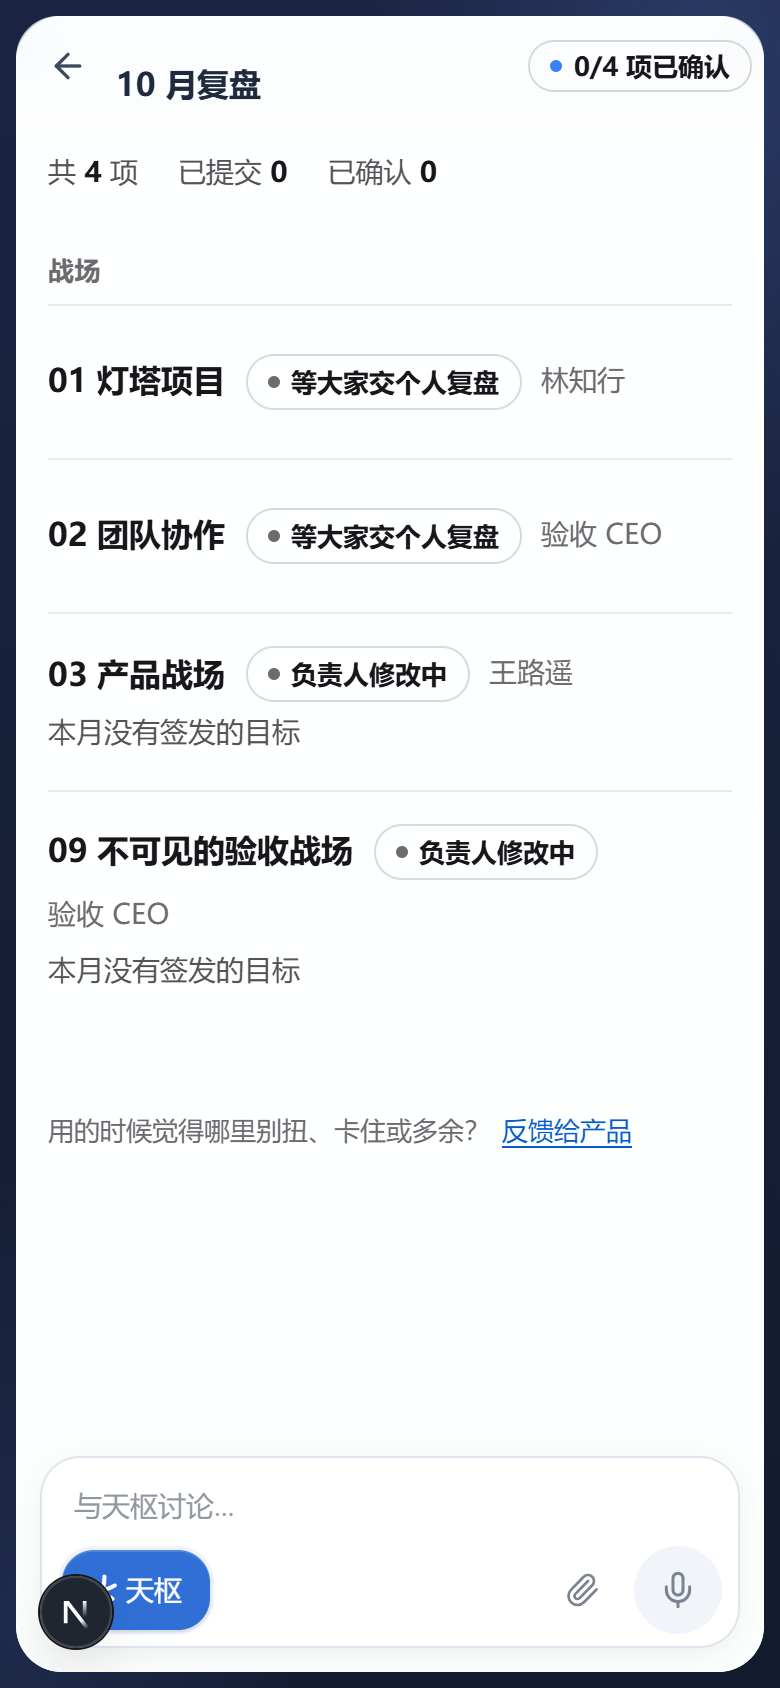 10 月复盘
0/4 项已确认
共 4 项 已提交 0 已确认 0
战场
01 灯塔项目 等大家交个人复盘 林知行
02 团队协作 等大家交个人复盘 验收 CEO
03 产品战场 负责人修改中 王路遥
本月没有签发的目标
09 不可见的验收战场 负责人修改中
验收 CEO
本月没有签发的目标
用的时候觉得哪里别扭、卡住或多余？ 反馈给产品
与天枢讨论...
天枢
N